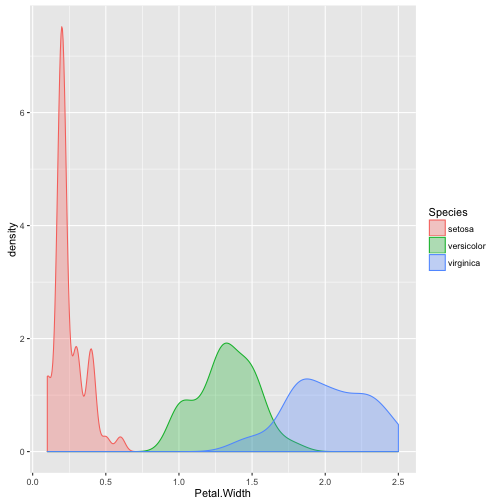 density
6
4
2
0
0.0 0.5 1.0 1.5 2.0 2.5
Petal.Width
Species
setosa
versicolor
virginica